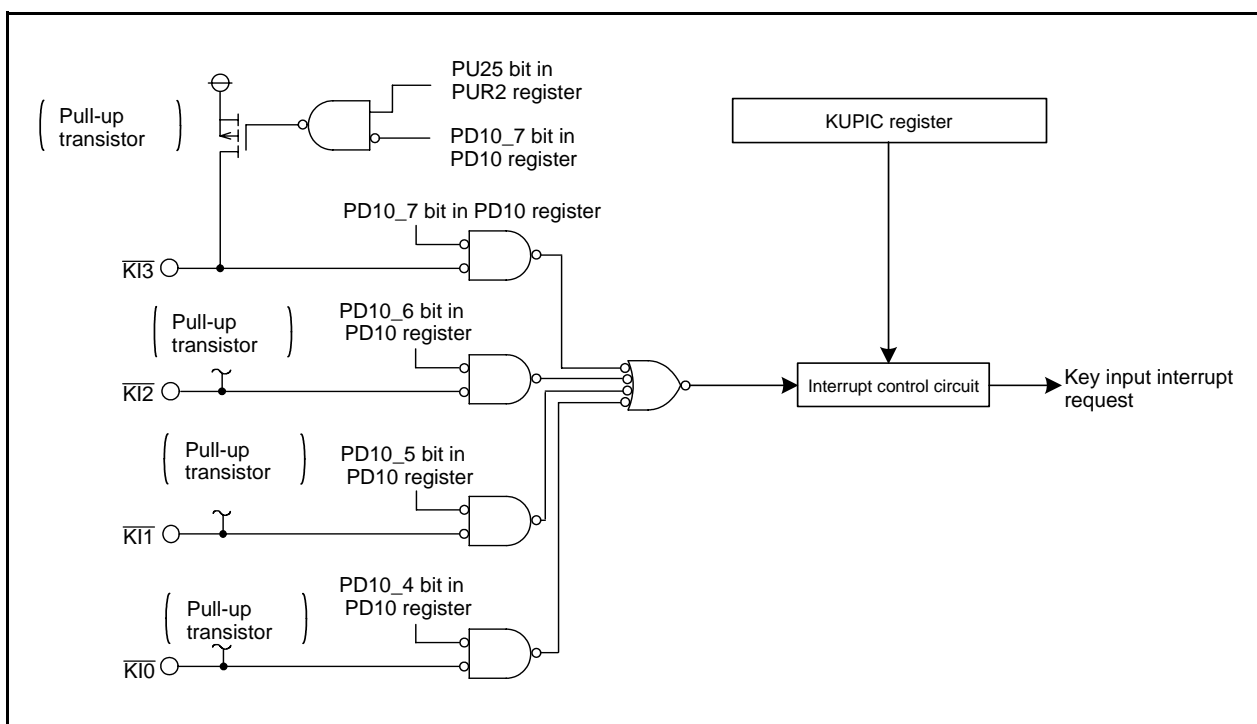 PU25 bit in
PUR2 register
( Pull-up
transistor )
PD10_7 bit in
PD10 register
KUPIC register
PD10_7 bit in PD10 register
KI3
( Pull-up
transistor )
PD10_6 bit in
PD10 register
KI2
Interrupt control circuit
Key input interrupt
request
( Pull-up
transistor )
PD10_5 bit in
PD10 register
KI1
( Pull-up
transistor )
PD10_4 bit in
PD10 register
KI0